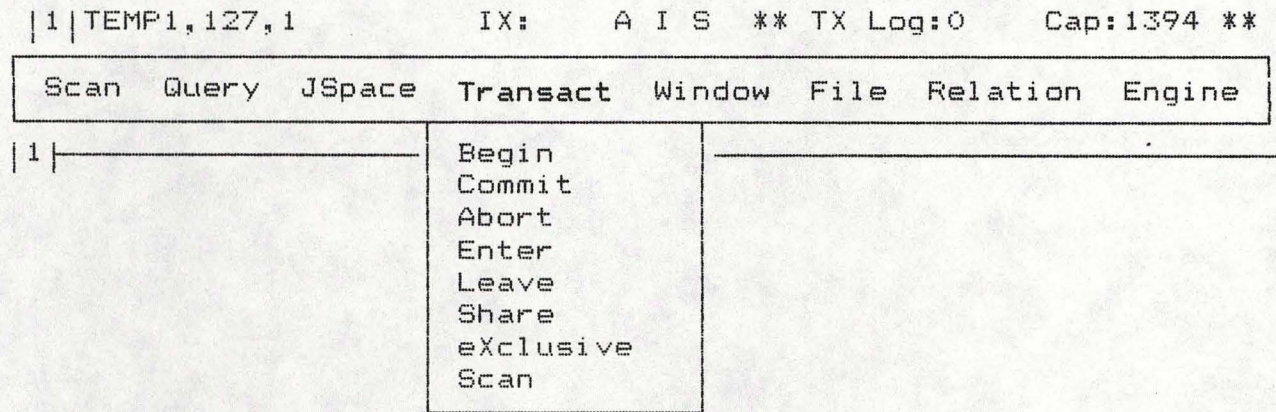 |1|TEMP1,127,1 IX: A I S ** TX Log:0 Cap:1394 **
Scan Query JSpace Transact Window File Relation Engine
|1|
Begin
Commit
Abort
Enter
Leave
Share
eXclusive
Scan